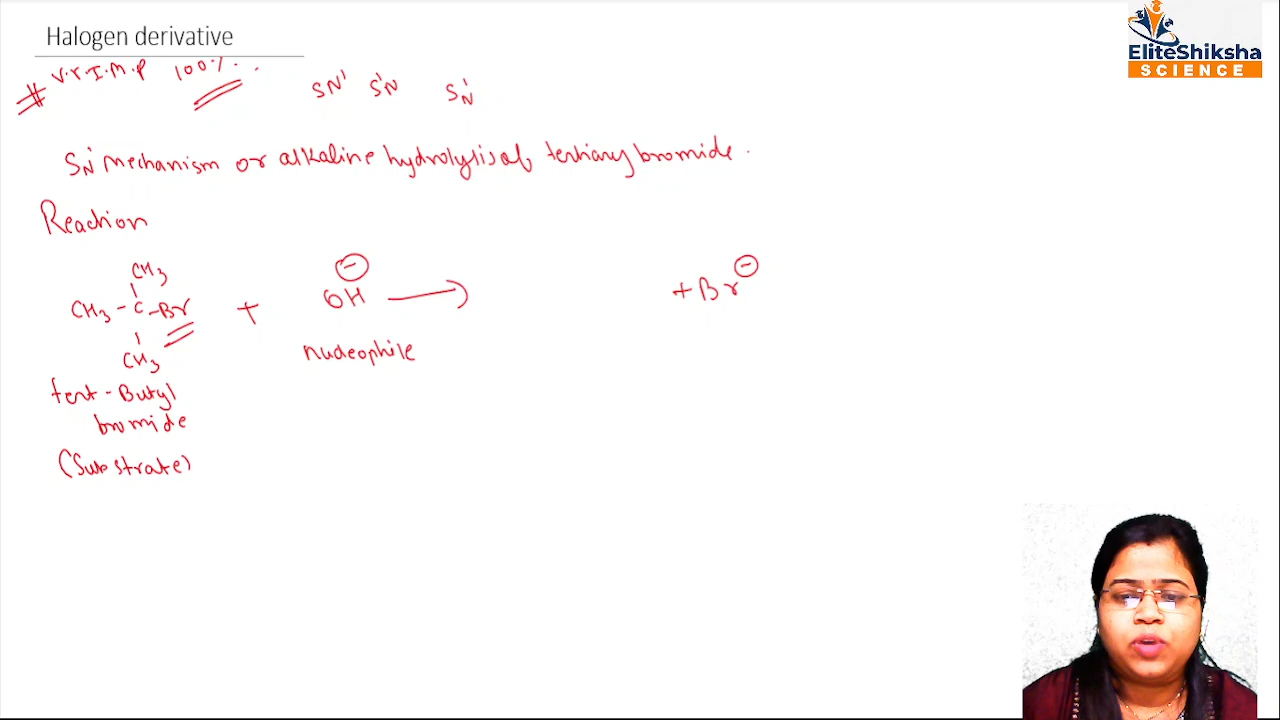 Halogen derivative
EliteShiksha
SCIENCE
# V.V.I.M.P 100%.
SN¹ SN¹ SN¹
SN¹ mechanism or alkaline hydrolysis of tertiary bromide.
Reaction
CH3
CH3 - C - Br + OH⊖ ⟶ + Br⊖
CH3
nucleophile
tert-Butyl
bromide
(Substrate)